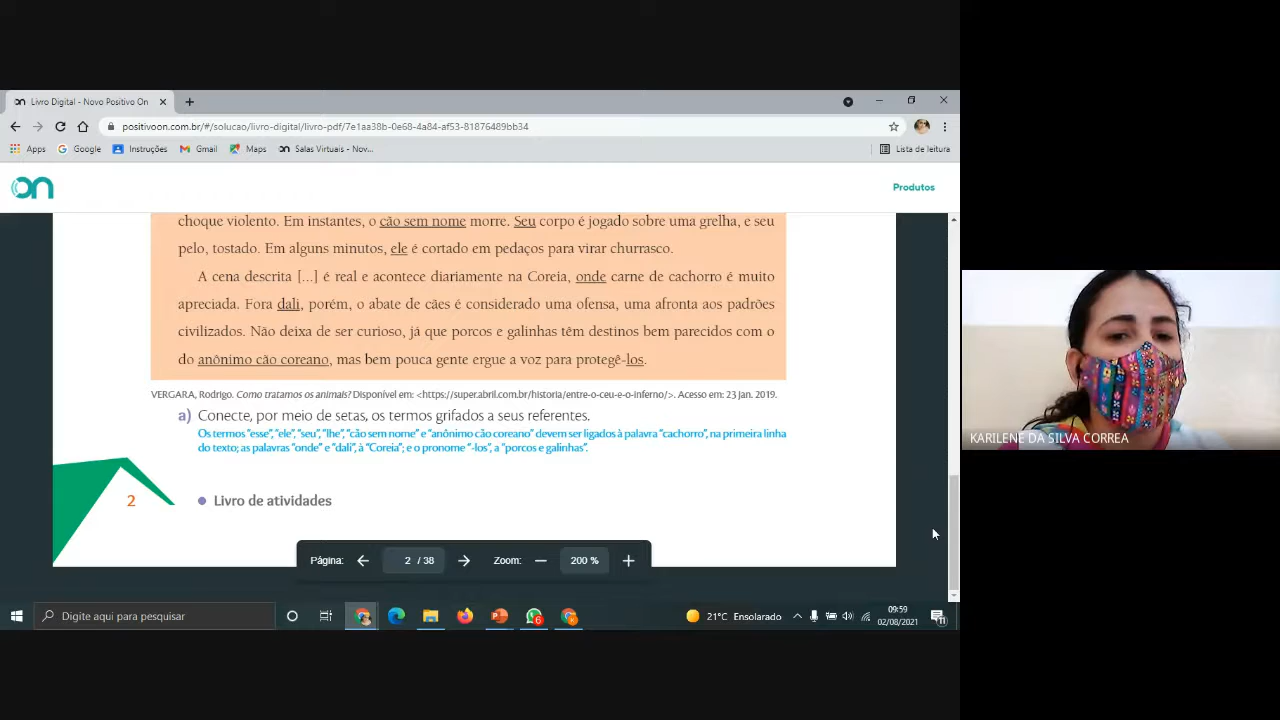 Livro Digital - Novo Positivo On
positivoon.com.br/#/solucao/livro-digital/livro-pdf/7e1aa38b-0e68-4a84-af53-81876489bb34
Apps Google Instruções Gmail Maps Salas Virtuais - Nov... Lista de leitura
on Produtos
choque violento. Em instantes, o cão sem nome morre. Seu corpo é jogado sobre uma grelha, e seu
pelo, tostado. Em alguns minutos, ele é cortado em pedaços para virar churrasco.
A cena descrita [...] é real e acontece diariamente na Coreia, onde carne de cachorro é muito
apreciada. Fora dali, porém, o abate de cães é considerado uma ofensa, uma afronta aos padrões
civilizados. Não deixa de ser curioso, já que porcos e galinhas têm destinos bem parecidos com o
do anônimo cão coreano, mas bem pouca gente ergue a voz para protegê-los.
VERGARA, Rodrigo. Como tratamos os animais? Disponível em: <https://super.abril.com.br/historia/entre-o-ceu-e-o-inferno/>. Acesso em: 23 jan. 2019.
a) Conecte, por meio de setas, os termos grifados a seus referentes.
Os termos "esse", "ele", "seu", "lhe", "cão sem nome" e "anônimo cão coreano" devem ser ligados à palavra "cachorro", na primeira linha
do texto; as palavras "onde" e "dali", à "Coreia"; e o pronome "-los", a "porcos e galinhas".
2 Livro de atividades
Página: 2 / 38 Zoom: 200 %
Digite aqui para pesquisar
6
21°C Ensolarado
09:59
02/08/2021
11
KARILENE DA SILVA CORREA